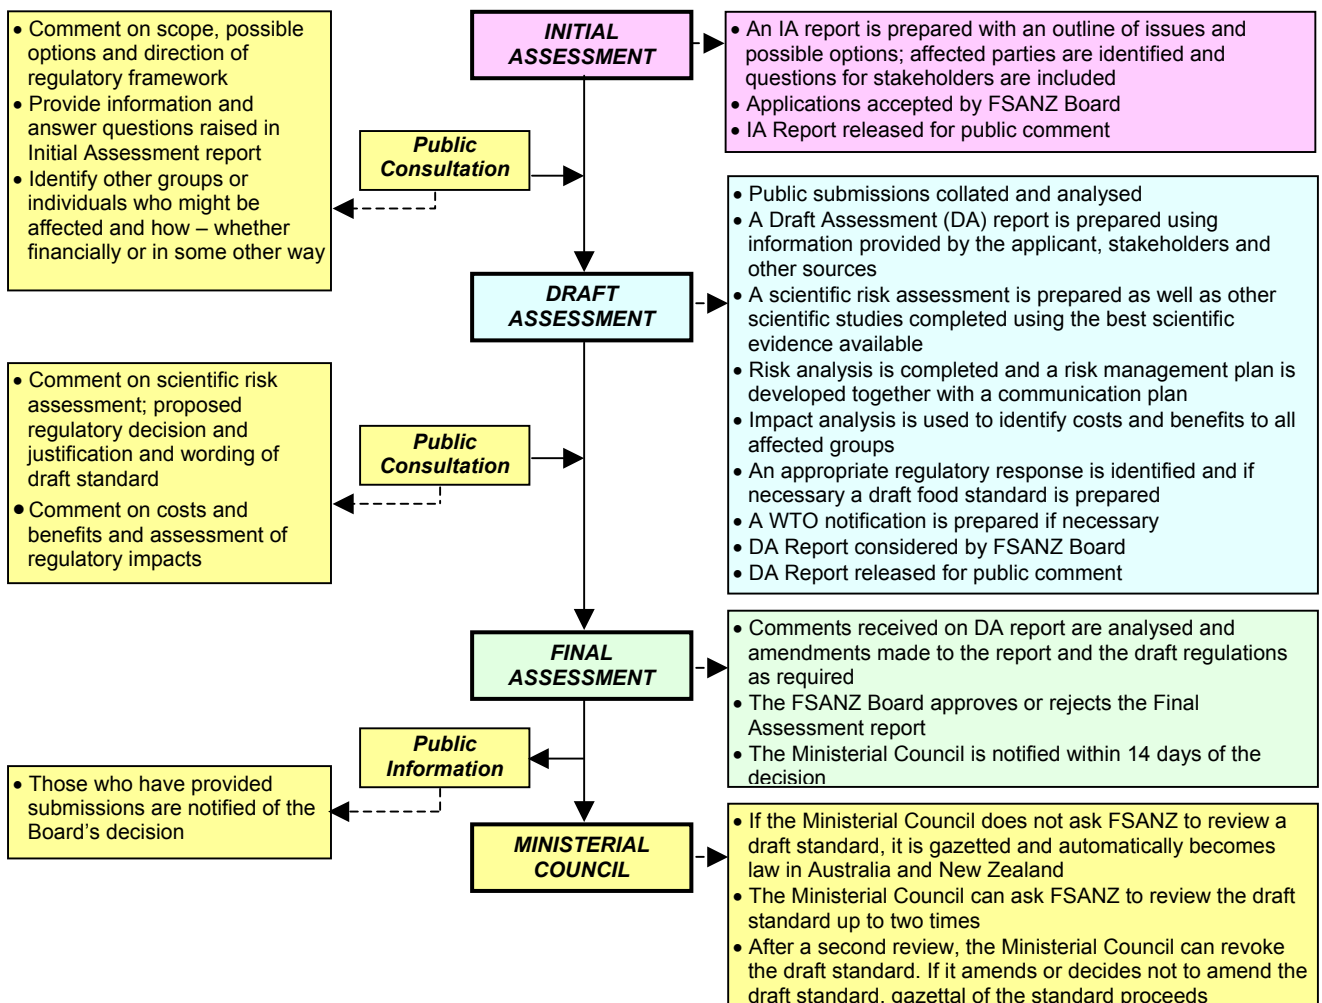 • Comment on scope, possible
options and direction of
regulatory framework
• Provide information and
answer questions raised in
Initial Assessment report
• Identify other groups or
individuals who might be
affected and how – whether
financially or in some other way
INITIAL
ASSESSMENT
• An IA report is prepared with an outline of issues and
possible options; affected parties are identified and
questions for stakeholders are included
• Applications accepted by FSANZ Board
• IA Report released for public comment
Public
Consultation
DRAFT
ASSESSMENT
• Public submissions collated and analysed
• A Draft Assessment (DA) report is prepared using
information provided by the applicant, stakeholders and
other sources
• A scientific risk assessment is prepared as well as other
scientific studies completed using the best scientific
evidence available
• Risk analysis is completed and a risk management plan is
developed together with a communication plan
• Impact analysis is used to identify costs and benefits to all
affected groups
• An appropriate regulatory response is identified and if
necessary a draft food standard is prepared
• A WTO notification is prepared if necessary
• DA Report considered by FSANZ Board
• DA Report released for public comment
• Comment on scientific risk
assessment; proposed
regulatory decision and
justification and wording of
draft standard
• Comment on costs and
benefits and assessment of
regulatory impacts
Public
Consultation
FINAL
ASSESSMENT
• Comments received on DA report are analysed and
amendments made to the report and the draft regulations
as required
• The FSANZ Board approves or rejects the Final
Assessment report
• The Ministerial Council is notified within 14 days of the
decision
Public
Information
• Those who have provided
submissions are notified of the
Board's decision
MINISTERIAL
COUNCIL
• If the Ministerial Council does not ask FSANZ to review a
draft standard, it is gazetted and automatically becomes
law in Australia and New Zealand
• The Ministerial Council can ask FSANZ to review the draft
standard up to two times
• After a second review, the Ministerial Council can revoke
the draft standard. If it amends or decides not to amend the
draft standard, gazettal of the standard proceeds